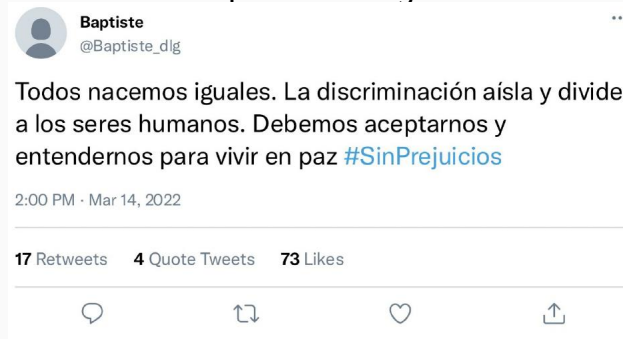 Baptiste
@Baptiste_dlg
Todos nacemos iguales. La discriminación aísla y divide
a los seres humanos. Debemos aceptarnos y
entendernos para vivir en paz #SinPrejuicios
2:00 PM · Mar 14, 2022
17 Retweets 4 Quote Tweets 73 Likes